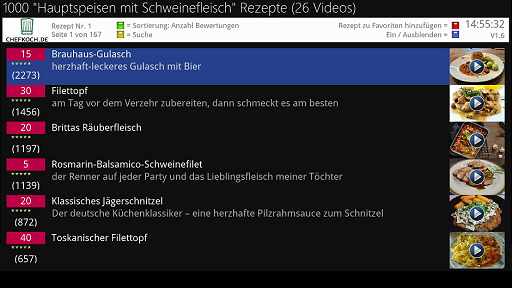 1000 "Hauptspeisen mit Schweinefleisch" Rezepte (26 Videos)
CHEFKOCH.DE
Rezept Nr. 1
Seite 1 von 167
= Sortierung: Anzahl Bewertungen
= Suche
Rezept zu Favoriten hinzufügen =
Ein / Ausblenden =
14:55:32
V1.6
15
(2273)
Brauhaus-Gulasch
herzhaft-leckeres Gulasch mit Bier
30
(1456)
Filettopf
am Tag vor dem Verzehr zubereiten, dann schmeckt es am besten
20
(1197)
Brittas Räuberfleisch
5
(1139)
Rosmarin-Balsamico-Schweinefilet
der Renner auf jeder Party und das Lieblingsfleisch meiner Töchter
20
(872)
Klassisches Jägerschnitzel
Der deutsche Küchenklassiker – eine herzhafte Pilzrahmsauce zum Schnitzel
40
(657)
Toskanischer Filettopf